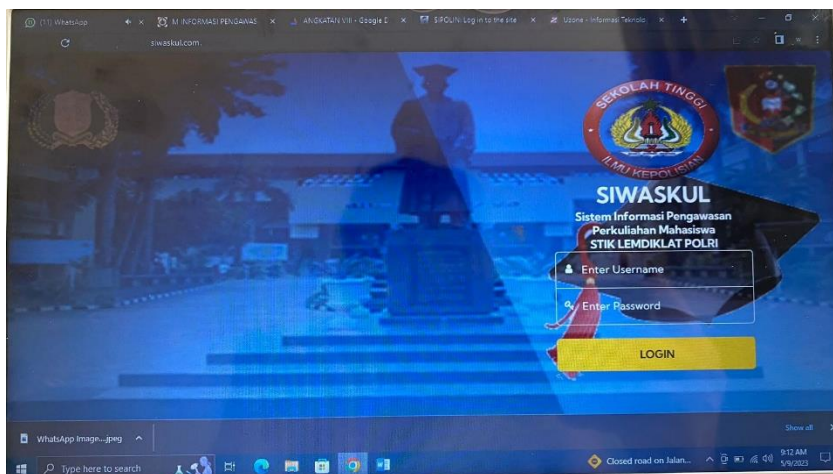 (11) WhatsApp
M INFORMASI PENGAWAS
ANGKATAN VIII - Google
SIPOLIN: Log in to the site
Uzone - Informasi Teknolo
siwaskul.com
SEKOLAH TINGGI
ILMU KEPOLISIAN
SIWASKUL
Sistem Informasi Pengawasan
Perkuliahan Mahasiswa
STIK LEMDIKLAT POLRI
Enter Username
Enter Password
LOGIN
WhatsApp Image....jpeg
Show all
Type here to search
Closed road on Jalan...
9:12 AM
5/9/2023